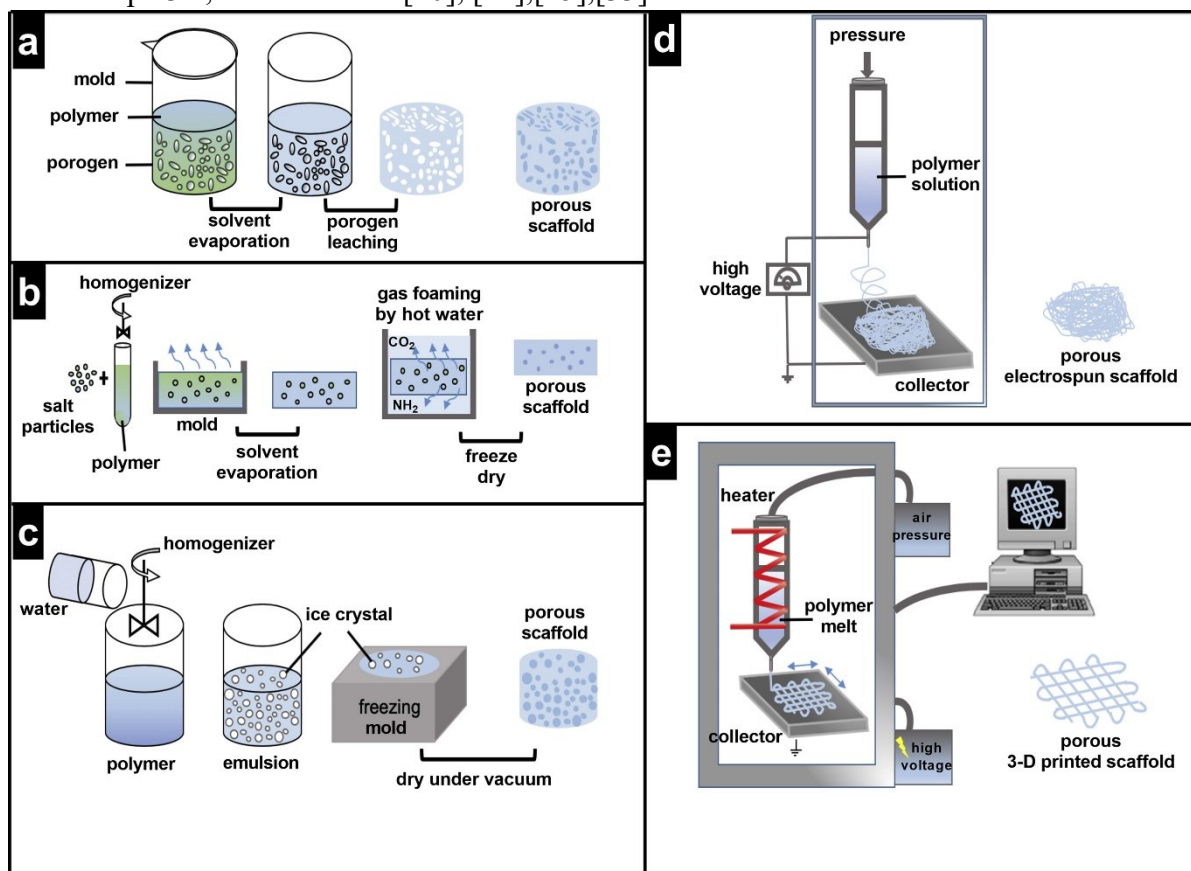 a
mold
polymer
porogen
solvent
evaporation
porogen
leaching
porous
scaffold
b
homogenizer
salt
particles
+
polymer
mold
solvent
evaporation
gas foaming
by hot water
CO₂
NH₂
freeze
dry
porous
scaffold
c
homogenizer
water
polymer
ice crystal
emulsion
freezing
mold
dry under vacuum
porous
scaffold
d
pressure
polymer
solution
high
voltage
collector
porous
electrospun scaffold
e
heater
air
pressure
polymer
melt
collector
high
voltage
porous
3-D printed scaffold